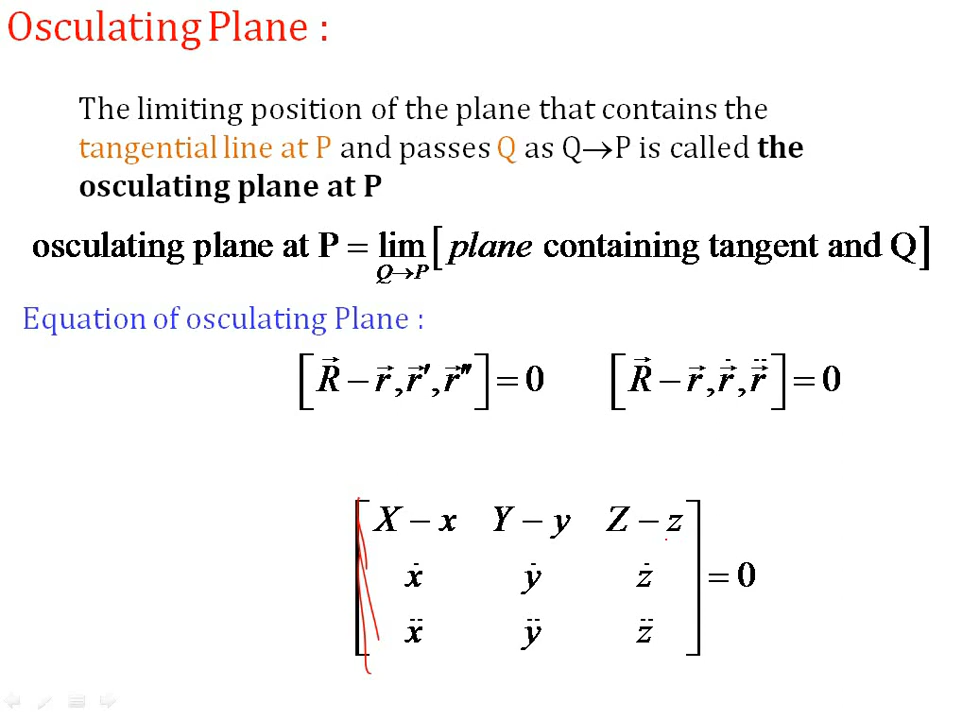 Osculating Plane :
The limiting position of the plane that contains the
tangential line at P and passes Q as Q→P is called the
osculating plane at P
osculating plane at P = lim_{Q→P} [plane containing tangent and Q]
Equation of osculating Plane :
[R⃗ − r⃗ , r⃗′, r⃗″] = 0 [R⃗ − r⃗ , ṙ⃗, r̈⃗] = 0
[X − x Y − y Z − z
ẋ ẏ ż ] = 0
ẍ ÿ z̈